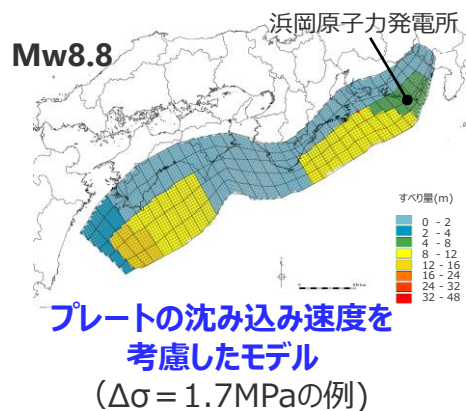 浜岡原子力発電所
Mw8.8
すべり量(m)
0 - 2
2 - 4
4 - 8
8 - 12
12 - 16
16 - 24
24 - 32
32 - 48
プレートの沈み込み速度を
考慮したモデル
(Δσ=1.7MPaの例)